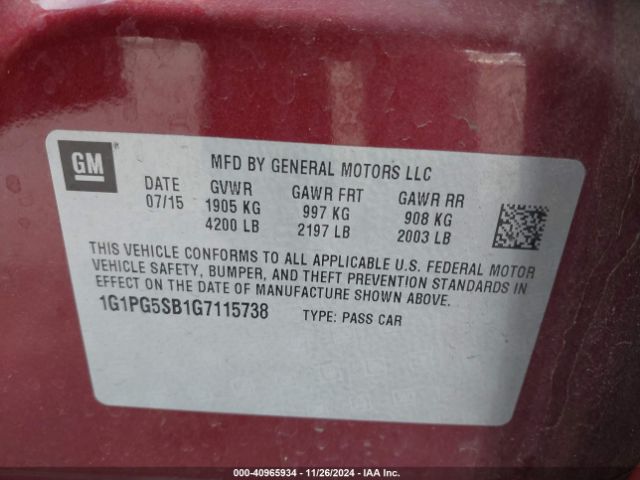 GM ®
MFD BY GENERAL MOTORS LLC
DATE GVWR GAWR FRT GAWR RR
07/15 1905 KG 997 KG 908 KG
4200 LB 2197 LB 2003 LB
THIS VEHICLE CONFORMS TO ALL APPLICABLE U.S. FEDERAL MOTOR
VEHICLE SAFETY, BUMPER, AND THEFT PREVENTION STANDARDS IN
EFFECT ON THE DATE OF MANUFACTURE SHOWN ABOVE.
1G1PG5SB1G7115738 TYPE: PASS CAR
000-40965934 - 11/26/2024 - IAA Inc.